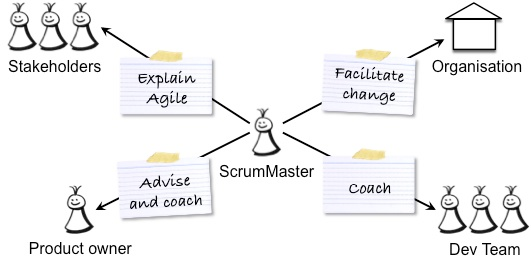 Stakeholders
Explain
Agile
Facilitate
change
Organisation
ScrumMaster
Advise
and coach
Coach
Product owner
Dev Team